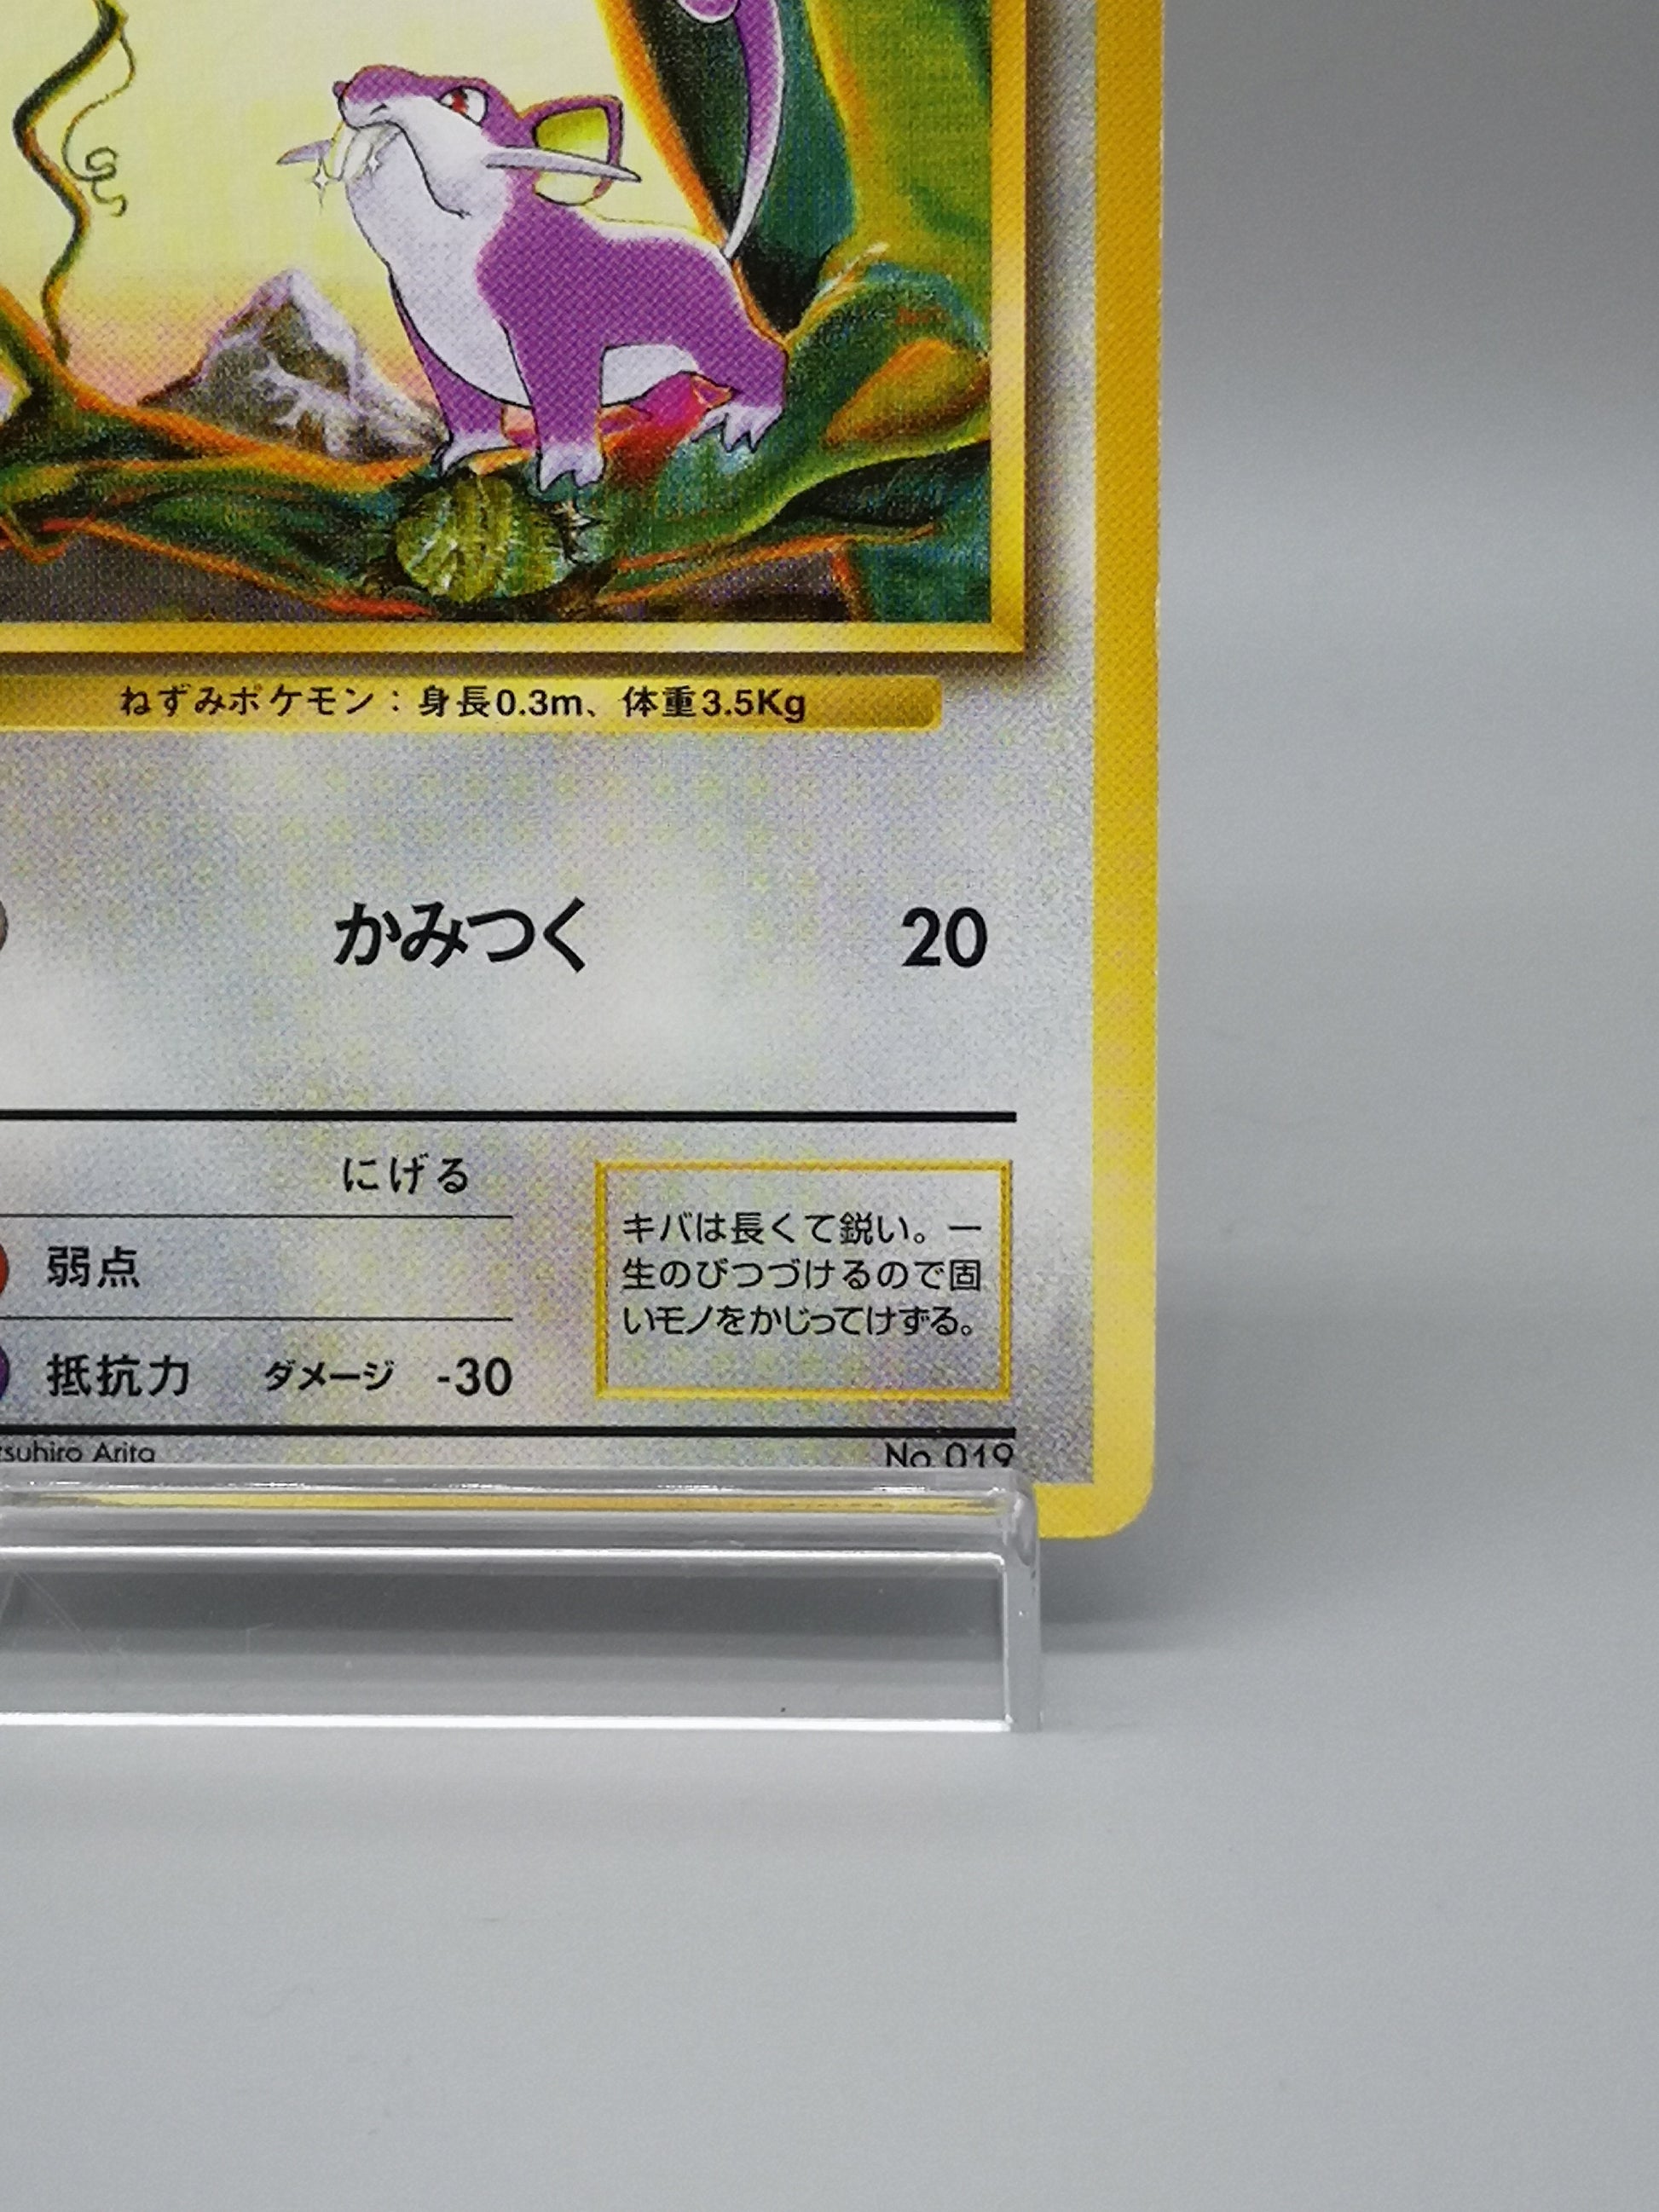 ねずみポケモン：身長0.3m、体重3.5Kg
かみつく 20
にげる
キバは長くて鋭い。一
生のびつづけるので固
いモノをかじってけずる。
弱点
抵抗力 ダメージ -30
tsuhiro Arita No.019